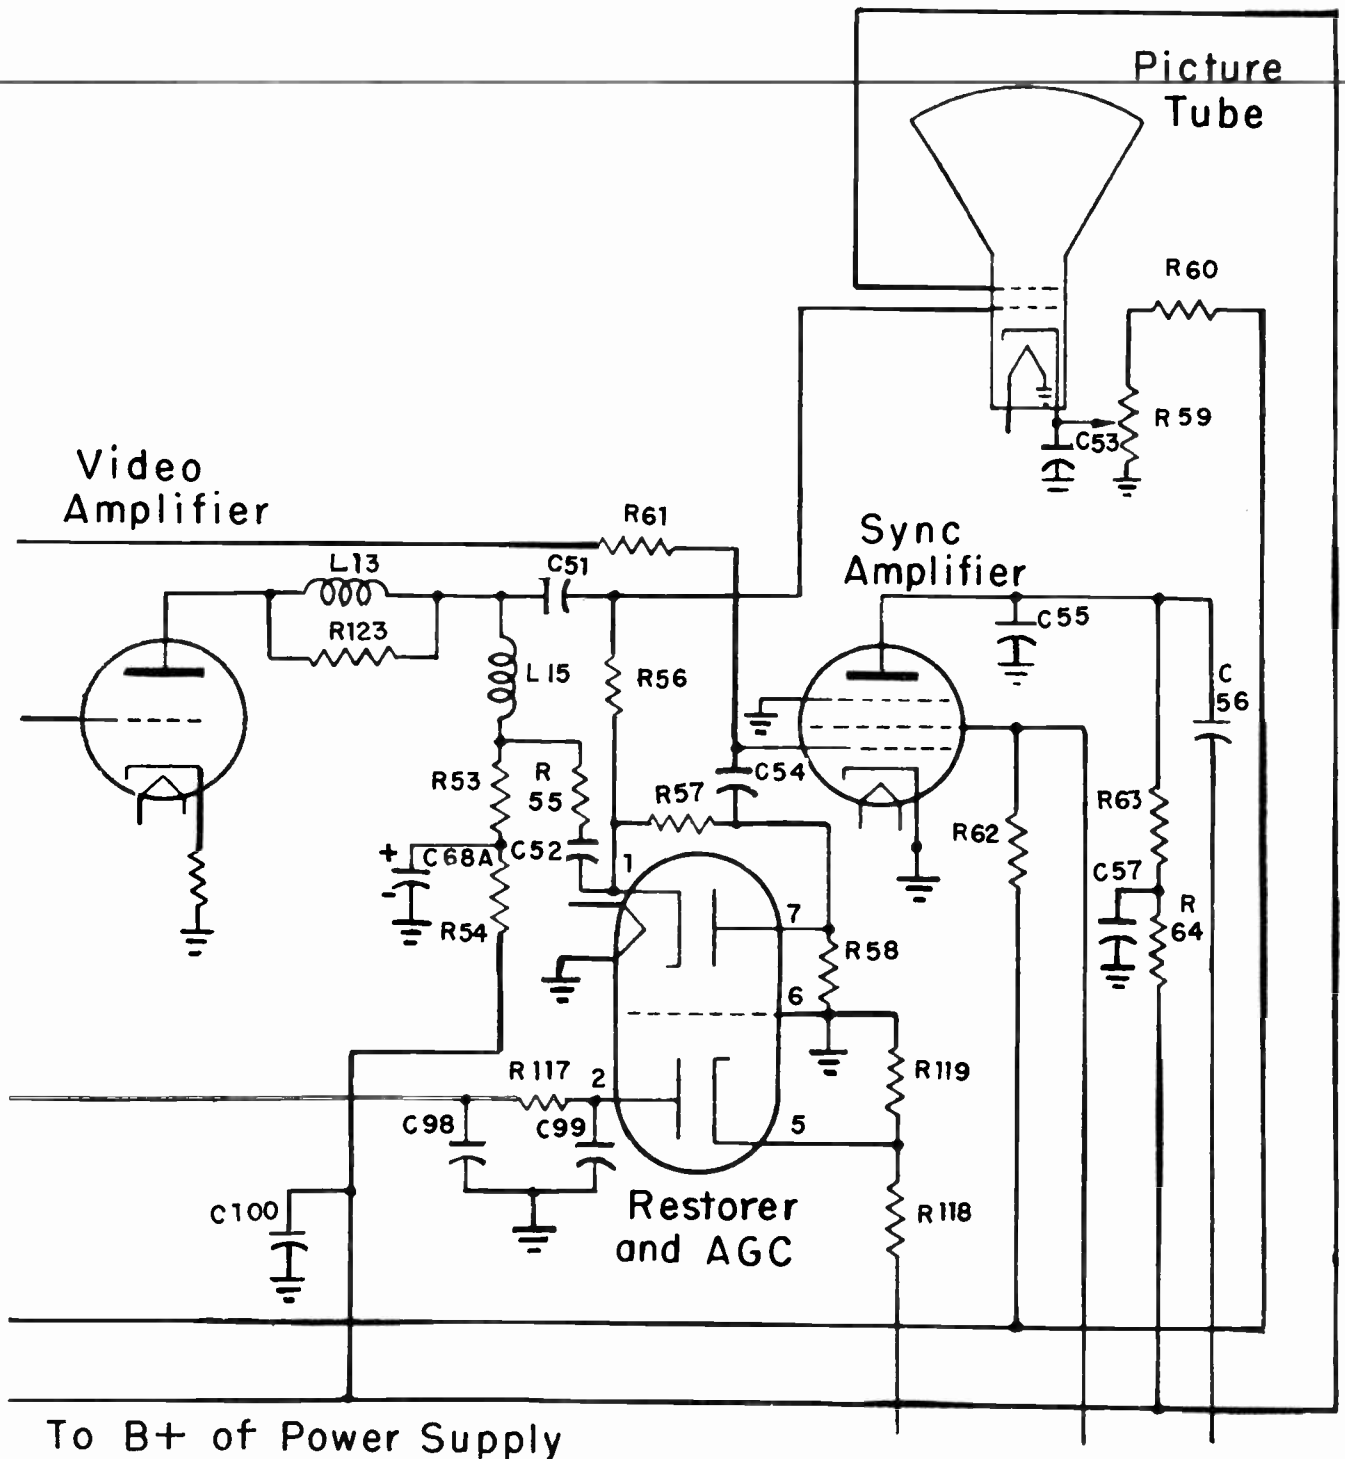 Picture
Tube
R60
R59
C53
Video
Amplifier
R61
Sync
Amplifier
L13
C51
R123
C55
L15
R56
C
56
R53
R
55
C54
R57
R63
R62
+
C68A
C52
1
C57
-
R54
7
R
64
R58
6
R117
2
R119
C98
C99
5
C100
Restorer
and AGC
R118
To B+ of Power Supply